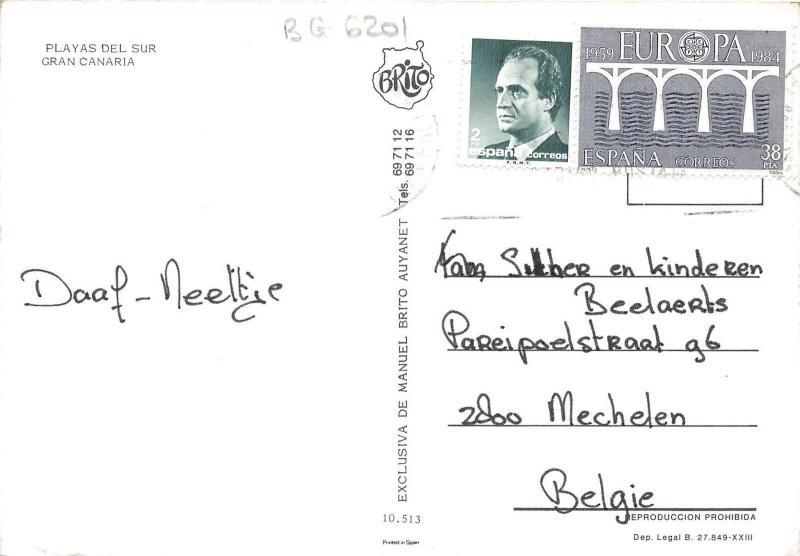 BG 6201
PLAYAS DEL SUR
GRAN CANARIA
BRITO
2
españa correos
F.N.M.T.
1959 EUROPA 1984
ESPAÑA CORREOS 38
PTA
1984
EXCLUSIVA DE MANUEL BRITO AUYANET Tels. 69 71 12
69 71 16
Daaf - Neeltje
en kinderen
Beelaerts
Pareipoelstraat 96
2800 Mechelen
Belgie
10.513
Printed in Spain
REPRODUCCION PROHIBIDA
Dep. Legal B. 27.849-XXIII